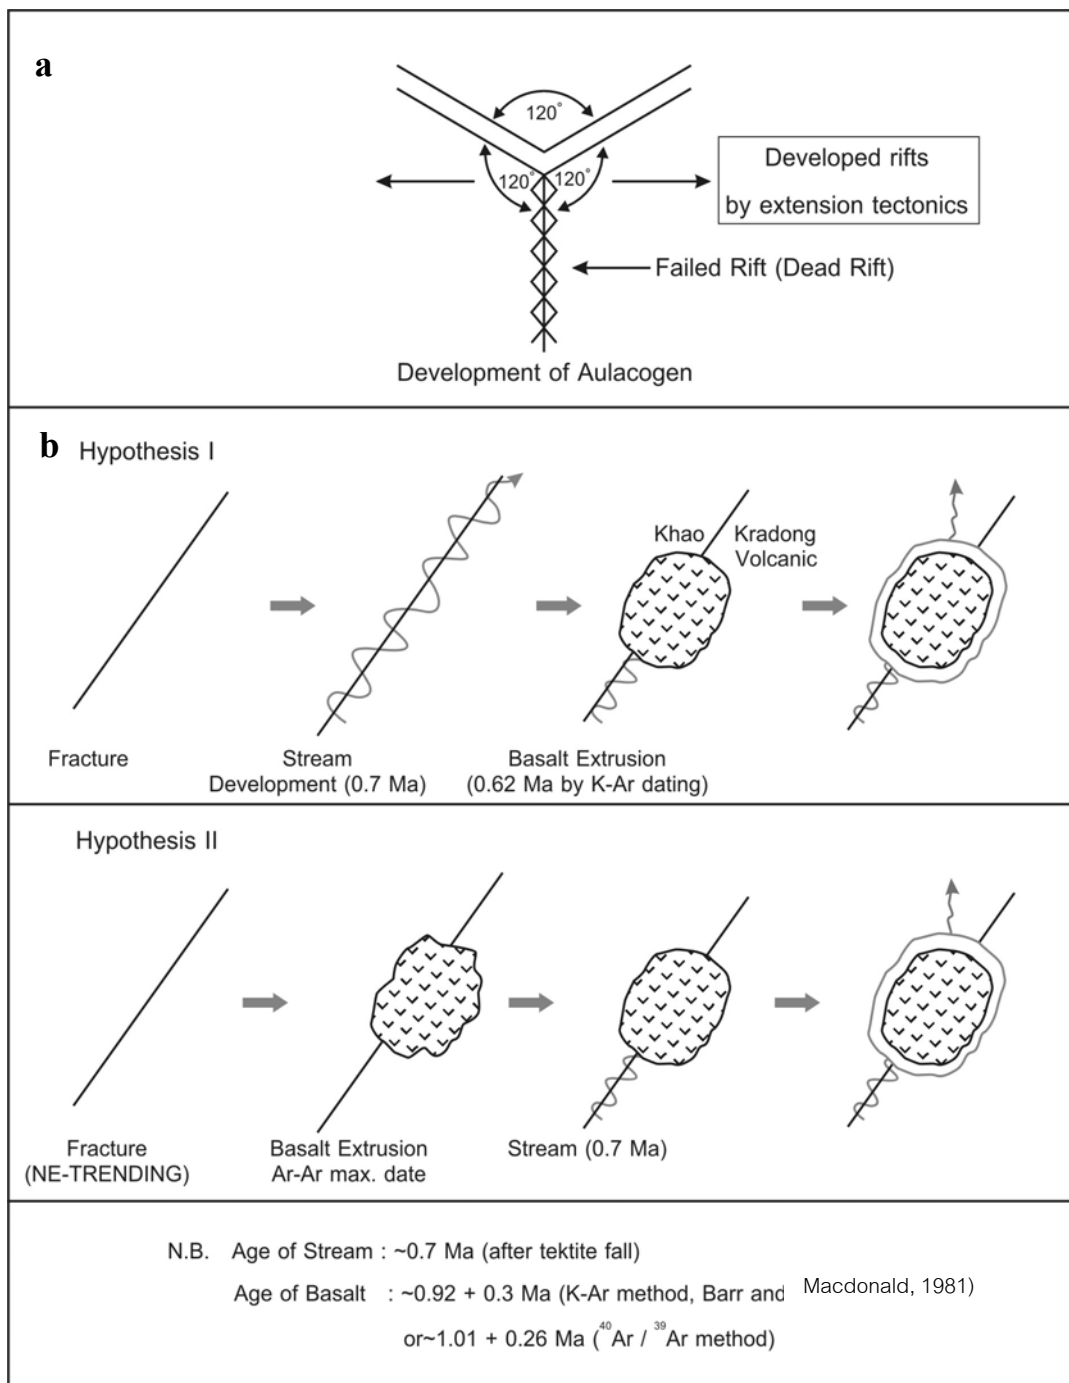 a
120°
120°
120°
Developed rifts
by extension tectonics
Failed Rift (Dead Rift)
Development of Aulacogen
b
Hypothesis I
Khao Kradong
Volcanic
Fracture
Stream
Development (0.7 Ma)
Basalt Extrusion
(0.62 Ma by K-Ar dating)
Hypothesis II
Fracture
(NE-TRENDING)
Basalt Extrusion
Ar-Ar max. date
Stream (0.7 Ma)
N.B. Age of Stream : ~0.7 Ma (after tektite fall)
Age of Basalt : ~0.92 + 0.3 Ma (K-Ar method, Barr and Macdonald, 1981)
or~1.01 + 0.26 Ma (⁴⁰Ar / ³⁹Ar method)